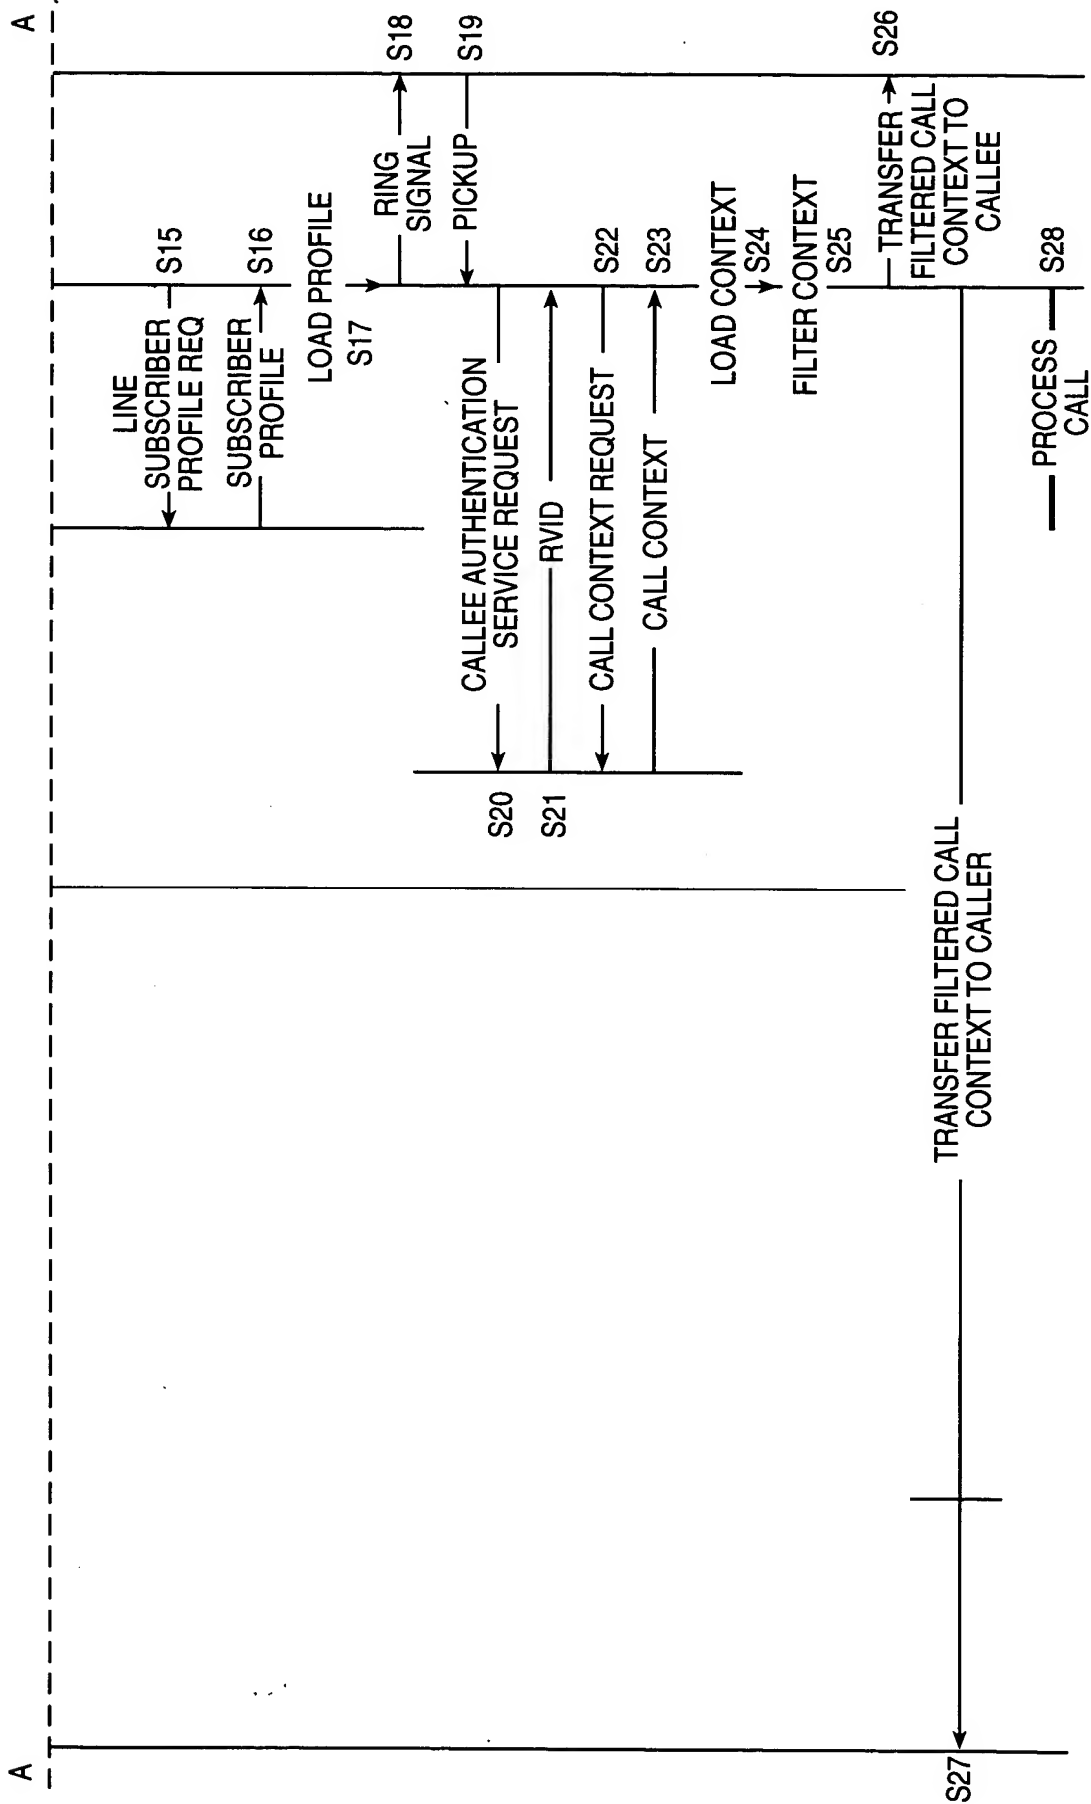 A
A
LINE
SUBSCRIBER
PROFILE REQ
S15
SUBSCRIBER
PROFILE
S16
LOAD PROFILE
S17
RING
SIGNAL
S18
PICKUP
S19
CALLEE AUTHENTICATION
SERVICE REQUEST
S20
RVID
S21
CALL CONTEXT REQUEST
S22
CALL CONTEXT
S23
LOAD CONTEXT
S24
FILTER CONTEXT
S25
TRANSFER
FILTERED CALL
CONTEXT TO
CALLEE
S26
TRANSFER FILTERED CALL
CONTEXT TO CALLER
S27
PROCESS
CALL
S28